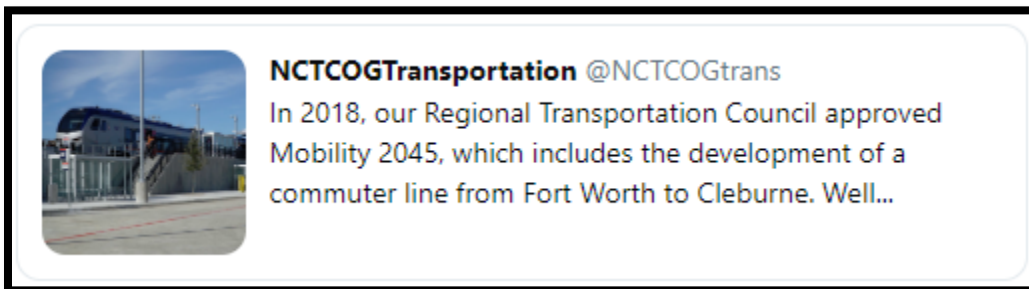 NCTCOGTransportation @NCTCOGtrans
In 2018, our Regional Transportation Council approved
Mobility 2045, which includes the development of a
commuter line from Fort Worth to Cleburne. Well...